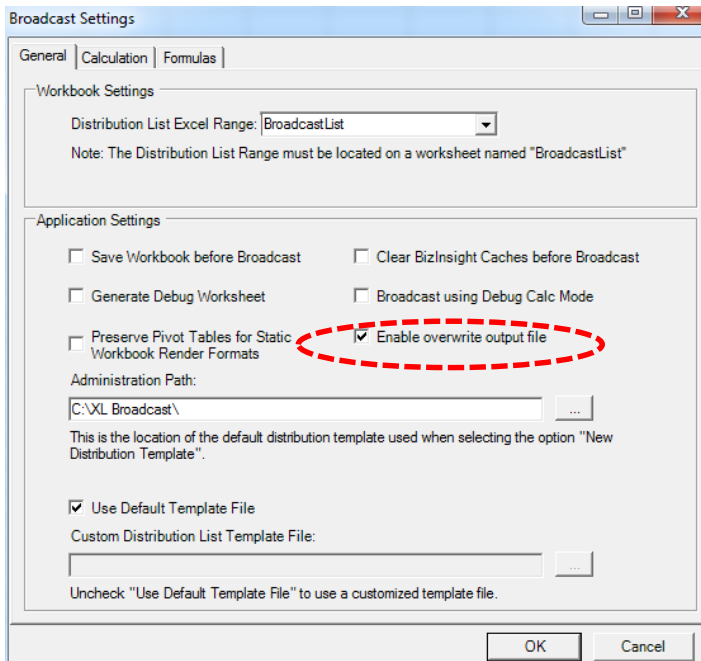 Broadcast Settings
General Calculation Formulas
Workbook Settings
Distribution List Excel Range: BroadcastList
Note: The Distribution List Range must be located on a worksheet named "BroadcastList"
Application Settings
Save Workbook before Broadcast Clear BizInsight Caches before Broadcast
Generate Debug Worksheet Broadcast using Debug Calc Mode
Preserve Pivot Tables for Static Enable overwrite output file
Workbook Render Formats
Administration Path:
C:\XL Broadcast\ ...
This is the location of the default distribution template used when selecting the option "New
Distribution Template".
Use Default Template File
Custom Distribution List Template File:
...
Uncheck "Use Default Template File" to use a customized template file.
OK Cancel